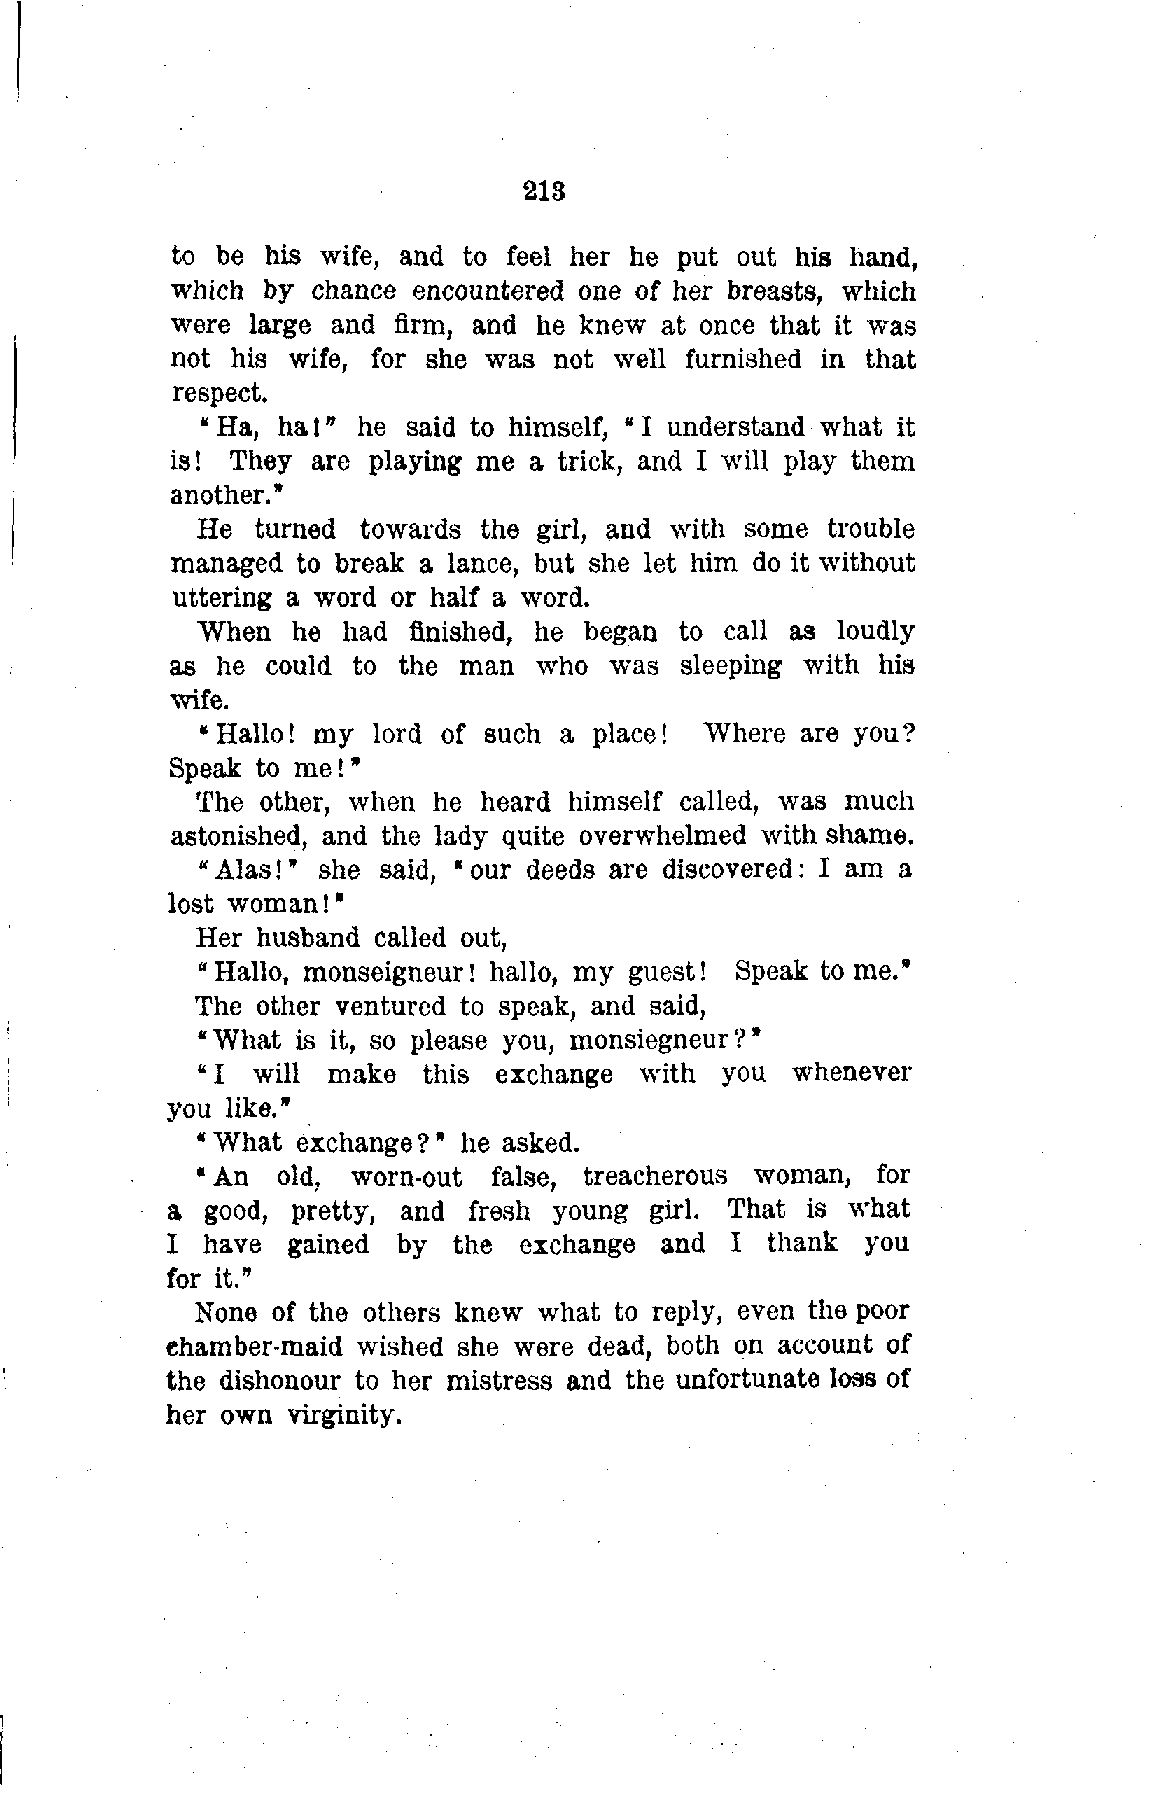 213
to be his wife, and to feel her he put out his hand,
which by chance encountered one of her breasts, which
were large and firm, and he knew at once that it was
not his wife, for she was not well furnished in that
respect.
"Ha, ha!" he said to himself, "I understand what it
is! They are playing me a trick, and I will play them
another."
He turned towards the girl, and with some trouble
managed to break a lance, but she let him do it without
uttering a word or half a word.
When he had finished, he began to call as loudly
as he could to the man who was sleeping with his
wife.
"Hallo! my lord of such a place! Where are you?
Speak to me!"
The other, when he heard himself called, was much
astonished, and the lady quite overwhelmed with shame.
"Alas!" she said, "our deeds are discovered: I am a
lost woman!"
Her husband called out,
"Hallo, monseigneur! hallo, my guest! Speak to me."
The other ventured to speak, and said,
"What is it, so please you, monsiegneur?"
"I will make this exchange with you whenever
you like."
"What exchange?" he asked.
"An old, worn-out false, treacherous woman, for
a good, pretty, and fresh young girl. That is what
I have gained by the exchange and I thank you
for it."
None of the others knew what to reply, even the poor
chamber-maid wished she were dead, both on account of
the dishonour to her mistress and the unfortunate loss of
her own virginity.